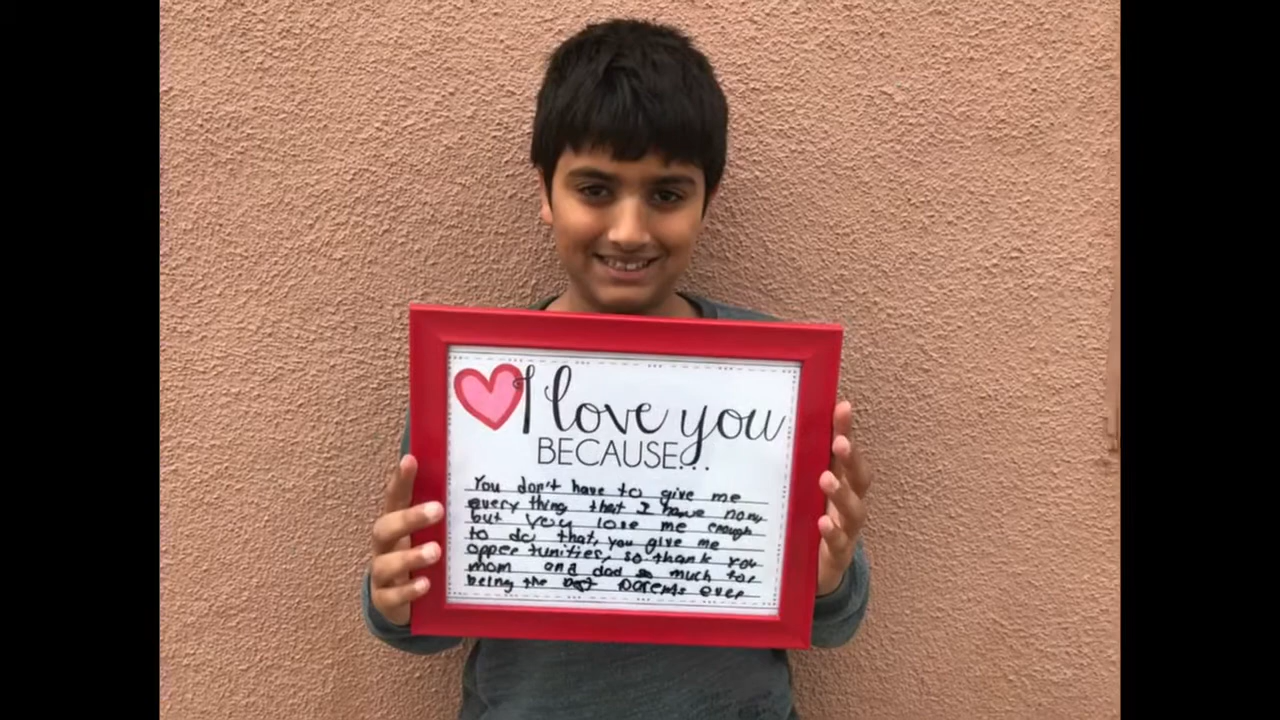 I love you
BECAUSE...
You don't have to give me
every thing that I have now
but you love me enough
to do that, you give me
oppertunities, so thank you
mom and dad so much for
being the best parents ever